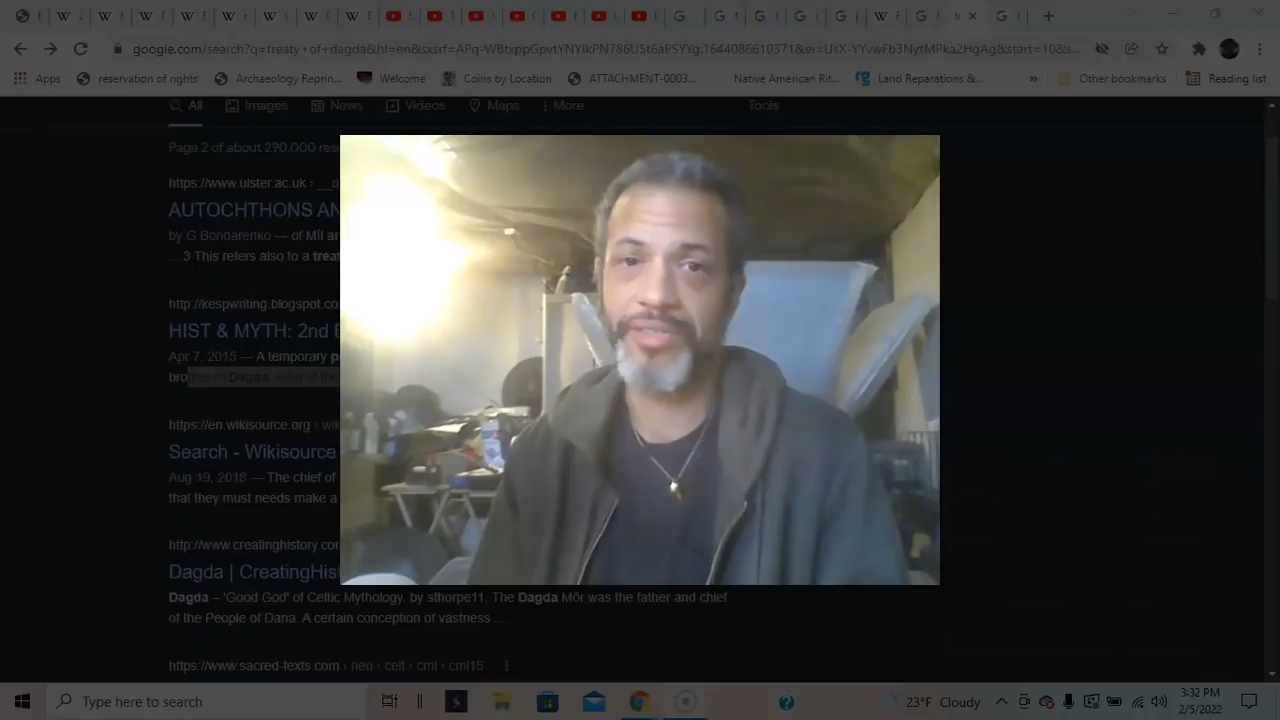 google.com/search?q=treaty+of+dagda&hl=en&sxsrf=
Apps
reservation of rights
Archaeology Reprin...
Welcome
Coins by Location
ATTACHMENT-0003...
Native American Rit...
Land Reparations &...
»
Other bookmarks
Reading list
All
Images
News
Videos
Maps
More
Tools
Page 2 of about 290,000
https://www.ulster.ac.uk ›
AUTOCHTHONS AN
by G Bondarenko — of Míl
... 3 This refers also to a
http://kespwriting.blogspot.co
HIST & MYTH: 2nd
Apr 7, 2015 — A temporary
https://en.wikisource.org ›
Search - Wikisource
Aug 19, 2018 — The chief of
that they must needs make a
http://www.creatinghistory.con
Dagda | CreatingHist
Dagda – 'Good God' of Celtic Mythology. by sthorpe11. The Dagda Mór was the father and chief
of the People of Dana. A certain conception of vastness ...
https://www.sacred-texts.com › neu › celt › cml › cml15
Type here to search
23°F Cloudy
3:32 PM
2/5/2022